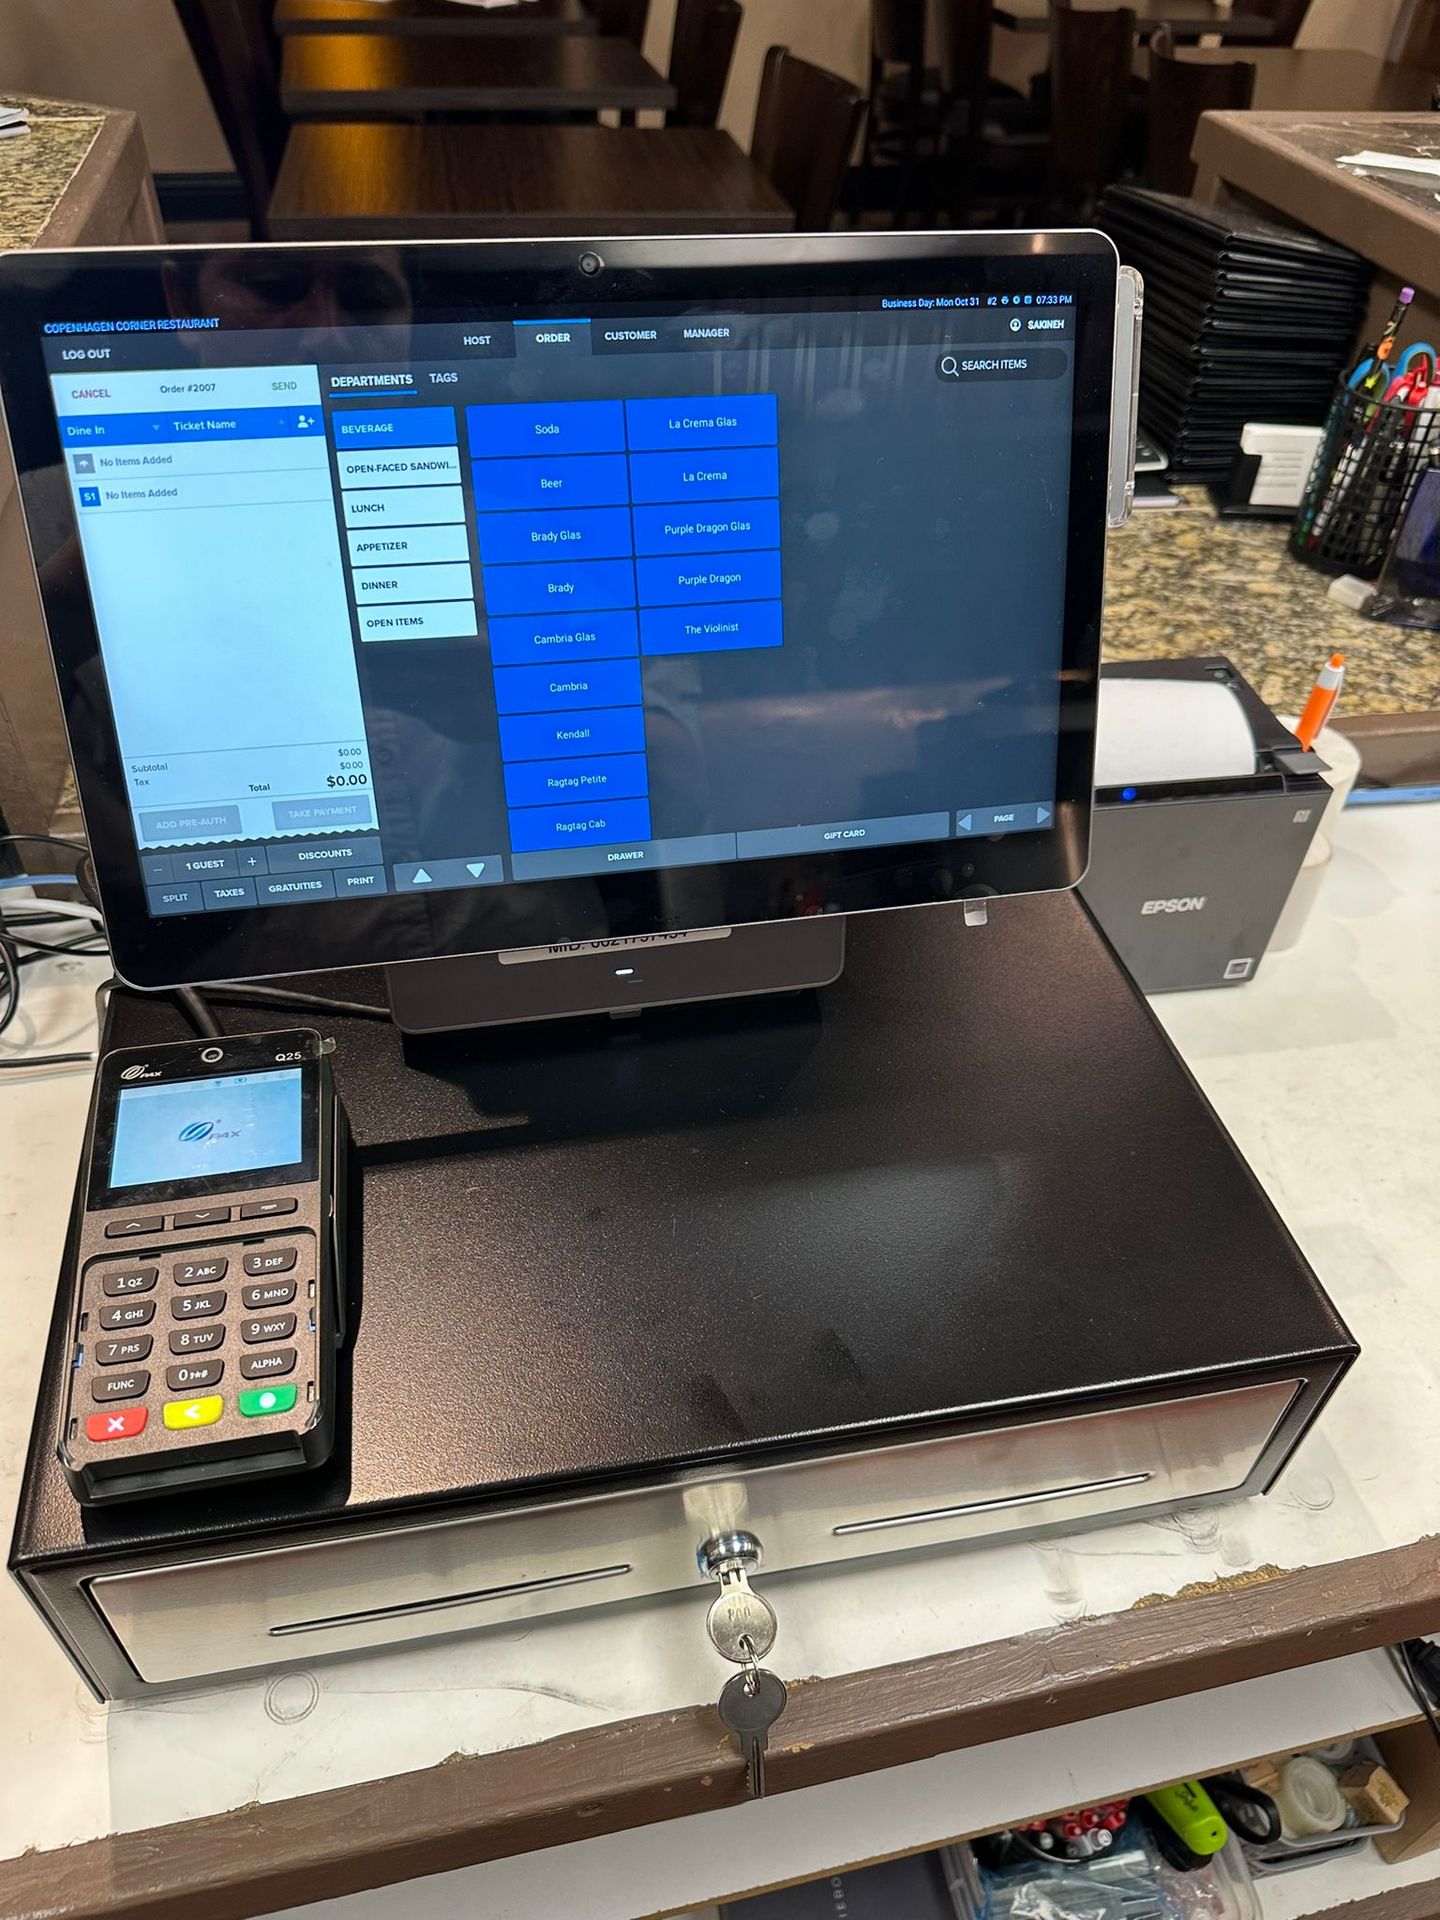 COPENHAGEN CORNER RESTAURANT
Business Day: Mon Oct 31 #2 07:33 PM
LOG OUT
HOST
ORDER
CUSTOMER
MANAGER
SAKINEH
CANCEL
Order #2007
SEND
DEPARTMENTS
TAGS
SEARCH ITEMS
Dine In
Ticket Name
No Items Added
S1 No Items Added
BEVERAGE
OPEN-FACED SANDWI...
LUNCH
APPETIZER
DINNER
OPEN ITEMS
Soda
Beer
Brady Glas
Brady
Cambria Glas
Cambria
Kendall
Ragtag Petite
Ragtag Cab
La Crema Glas
La Crema
Purple Dragon Glas
Purple Dragon
The Violinist
Subtotal $0.00
Tax $0.00
Total $0.00
ADD PRE-AUTH
TAKE PAYMENT
- 1 GUEST +
DISCOUNTS
SPLIT
TAXES
GRATUITIES
PRINT
DRAWER
GIFT CARD
PAGE
EPSON
PAX
Q25
PAX
1 QZ
2 ABC
3 DEF
4 GHI
5 JKL
6 MNO
7 PRS
8 TUV
9 WXY
FUNC
0 *#
ALPHA
800